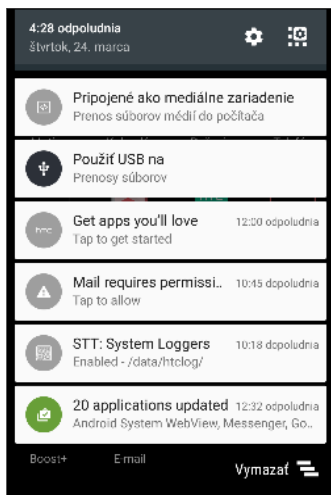 4:28 odpoludnia
štvrtok, 24. marca
Pripojené ako mediálne zariadenie
Prenos súborov médií do počítača
Použiť USB na
Prenosy súborov
htc
Get apps you'll love 12:00 odpoludnia
Tap to get started
Mail requires permissi.. 10:45 dopoludnia
Tap to allow
STT: System Loggers 10:18 dopoludnia
Enabled - /data/htclog/
20 applications updated 12:32 odpoludnia
Android System WebView, Messenger, Go..
Boost+ E-mail
Vymazať